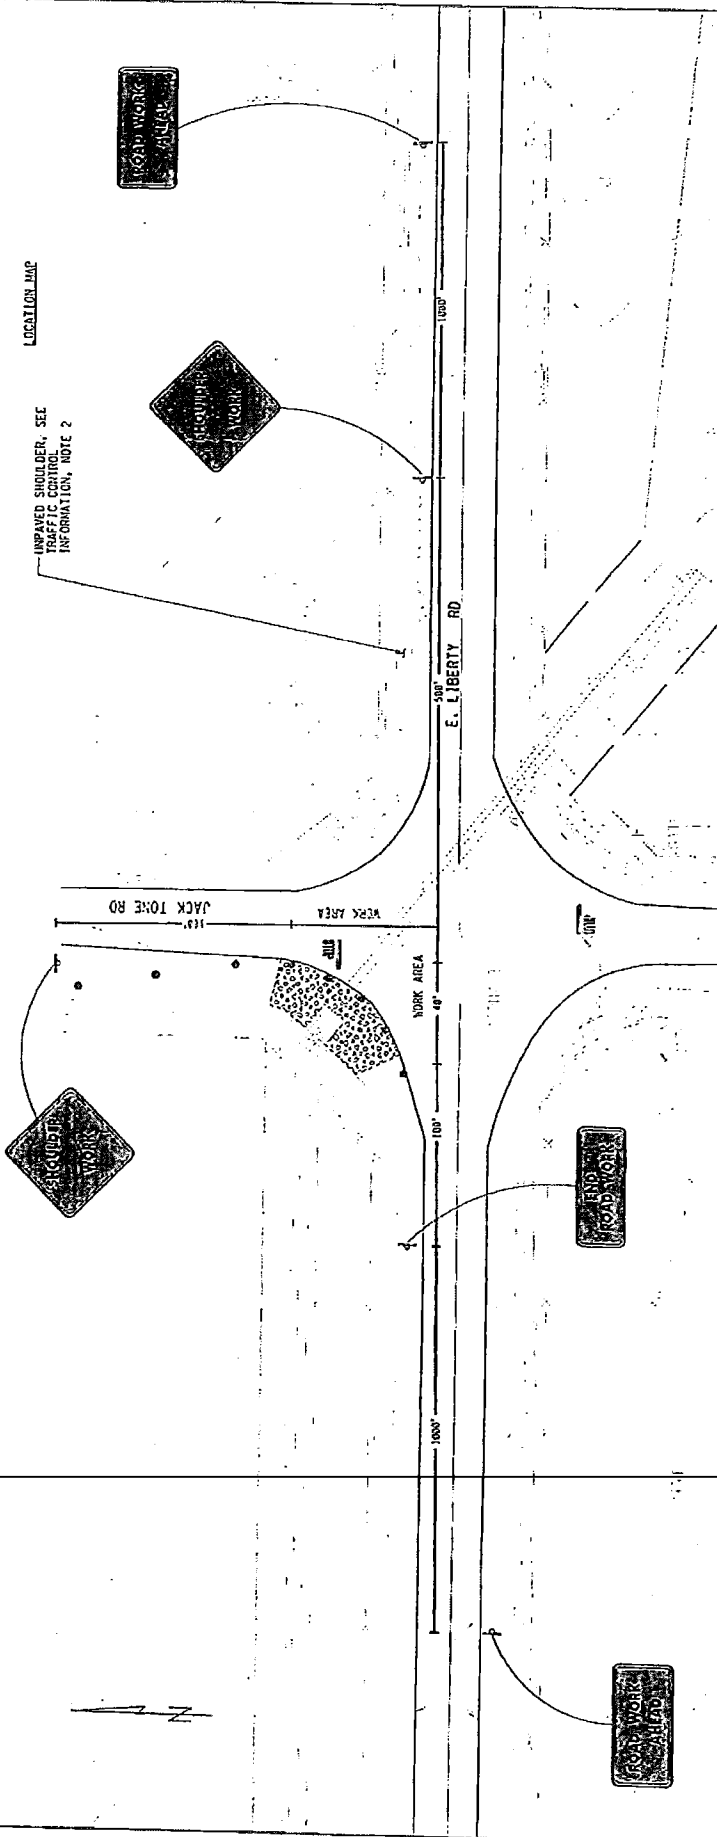 ROAD WORK
AHEAD
LOCATION MAP
SHOULDER
WORK
UNPAVED SHOULDER, SEE
TRAFFIC CONTROL
INFORMATION, NOTE 2
1000'
500'
E. LIBERTY RD
JACK TONE RD
WORK AREA
WORK AREA
40'
100'
SHOULDER
WORK
END
ROAD WORK
1000'
ROAD WORK
AHEAD
N